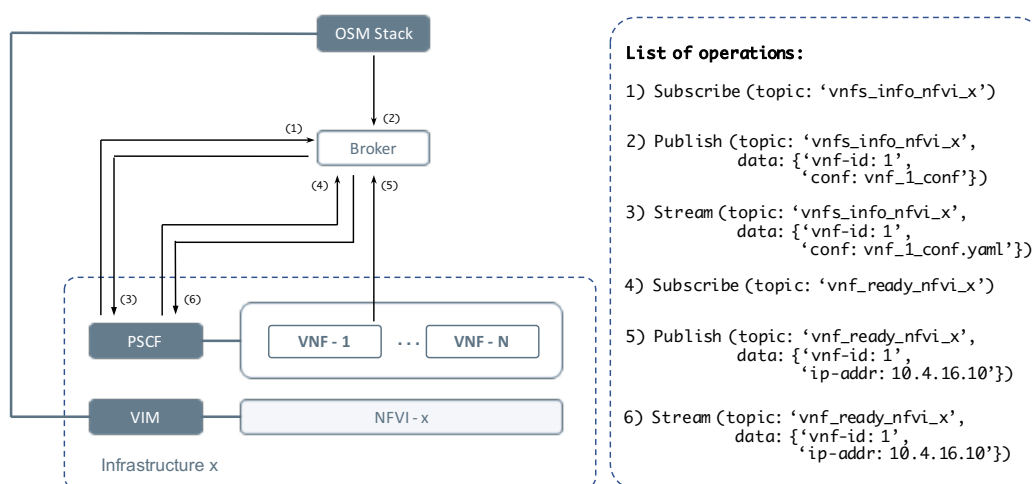 OSM Stack
(2)
(1)
Broker
(4)
(5)
(3)
(6)
PSCF
VNF - 1
...
VNF - N
VIM
NFVI - x
Infrastructure x
List of operations:
1) Subscribe (topic: ‘vnfs_info_nfvi_x’)
2) Publish (topic: ‘vnfs_info_nfvi_x’,
data: {‘vnf-id: 1’,
‘conf: vnf_1_conf’})
3) Stream (topic: ‘vnfs_info_nfvi_x’,
data: {‘vnf-id: 1’,
‘conf: vnf_1_conf.yaml’})
4) Subscribe (topic: ‘vnf_ready_nfvi_x’)
5) Publish (topic: ‘vnf_ready_nfvi_x’,
data: {‘vnf-id: 1’,
‘ip-addr: 10.4.16.10’})
6) Stream (topic: ‘vnf_ready_nfvi_x’,
data: {‘vnf-id: 1’,
‘ip-addr: 10.4.16.10’})